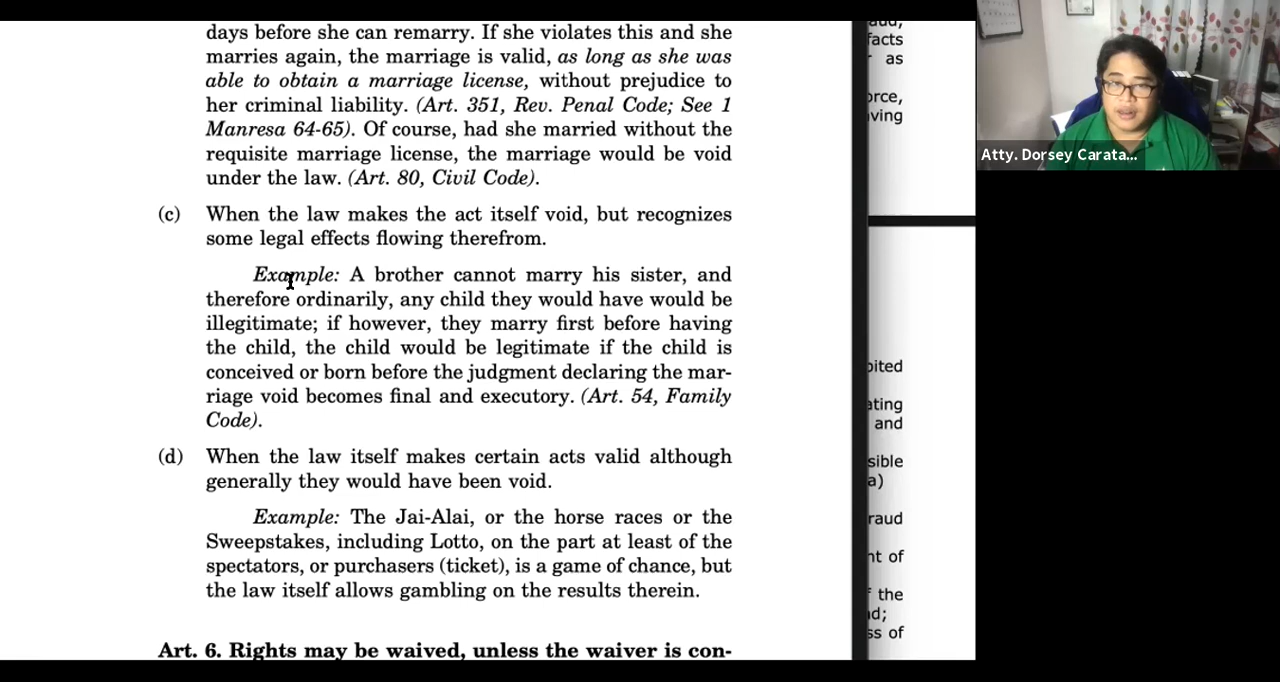 days before she can remarry. If she violates this and she
marries again, the marriage is valid, as long as she was
able to obtain a marriage license, without prejudice to
her criminal liability. (Art. 351, Rev. Penal Code; See 1
Manresa 64-65). Of course, had she married without the
requisite marriage license, the marriage would be void
under the law. (Art. 80, Civil Code).
(c) When the law makes the act itself void, but recognizes
some legal effects flowing therefrom.
Example: A brother cannot marry his sister, and
therefore ordinarily, any child they would have would be
illegitimate; if however, they marry first before having
the child, the child would be legitimate if the child is
conceived or born before the judgment declaring the mar-
riage void becomes final and executory. (Art. 54, Family
Code).
(d) When the law itself makes certain acts valid although
generally they would have been void.
Example: The Jai-Alai, or the horse races or the
Sweepstakes, including Lotto, on the part at least of the
spectators, or purchasers (ticket), is a game of chance, but
the law itself allows gambling on the results therein.
Art. 6. Rights may be waived, unless the waiver is con-
facts
as
and
of
the
of
Atty. Dorsey Carata...